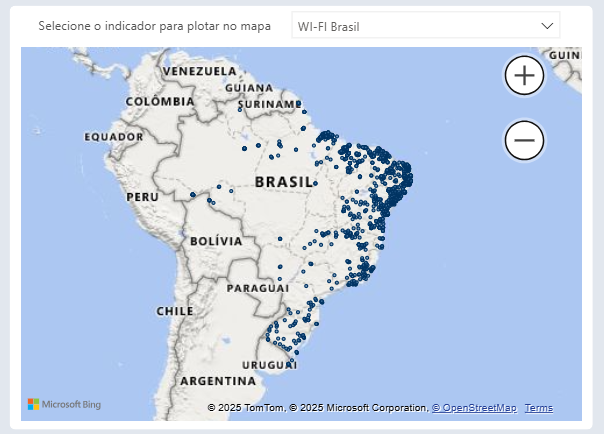 Selecione o indicador para plotar no mapa
WI-FI Brasil
GUIN
VENEZUELA
GUIANA
COLÔMBIA
SURINAME
EQUADOR
BRASIL
PERU
BOLÍVIA
PARAGUAI
CHILE
URUGUAI
ARGENTINA
Microsoft Bing
© 2025 TomTom, © 2025 Microsoft Corporation, © OpenStreetMap Terms